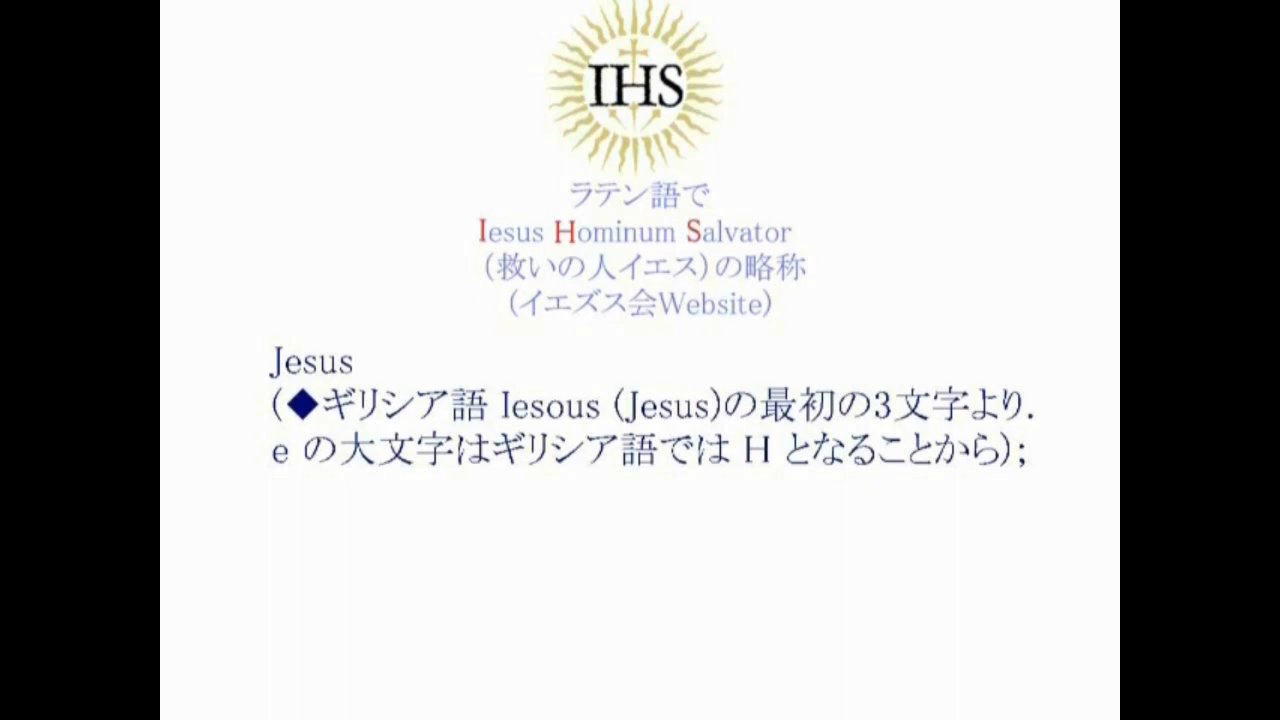 IHS
ラテン語で
Iesus Hominum Salvator
(救いの人イエス)の略称
(イエズス会Website)
Jesus
(◆ギリシア語 Iesous (Jesus)の最初の3文字より.
e の大文字はギリシア語では H となることから);